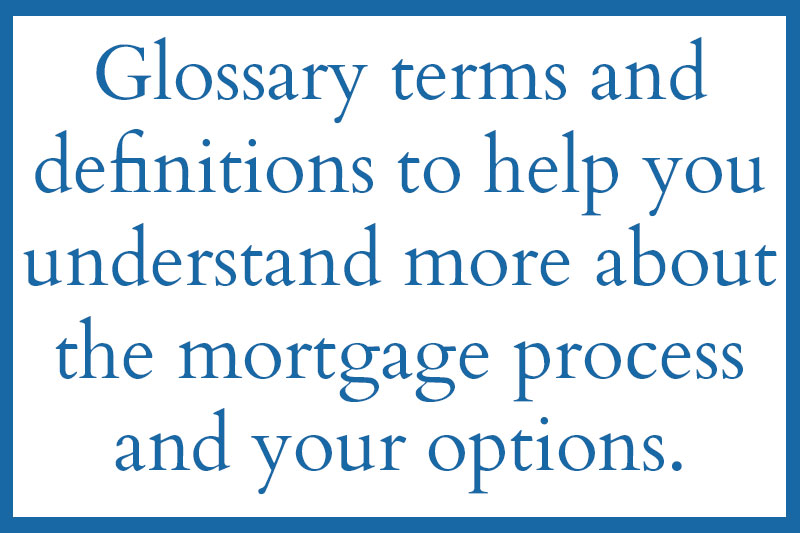 Glossary terms and
definitions to help you
understand more about
the mortgage process
and your options.